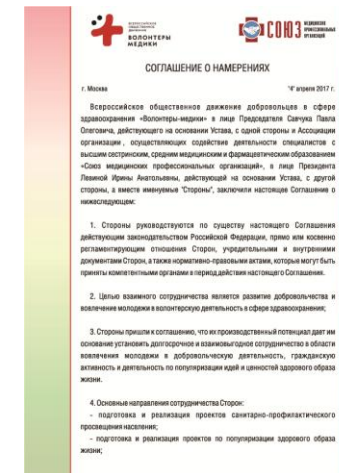 ВСЕРОССИЙСКОЕ
ОБЩЕСТВЕННОЕ
ДВИЖЕНИЕ
ВОЛОНТЕРЫ
МЕДИКИ
СОЮЗ МЕДИЦИНСКИХ
ПРОФЕССИОНАЛЬНЫХ
ОРГАНИЗАЦИЙ
СОГЛАШЕНИЕ О НАМЕРЕНИЯХ
г. Москва "4" апреля 2017 г.
Всероссийское общественное движение добровольцев в сфере
здравоохранения «Волонтеры-медики» в лице Председателя Савчука Павла
Олеговича, действующего на основании Устава, с одной стороны и Ассоциации
организации , осуществляющих содействие деятельности специалистов с
высшим сестринским, средним медицинским и фармацевтическим образованием
«Союз медицинских профессиональных организаций», в лице Президента
Левиной Ирины Анатольевны, действующей на основании Устава, с другой
стороны, а вместе именуемые "Стороны", заключили настоящее Соглашение о
нижеследующем:
1. Стороны руководствуются по существу настоящего Соглашения
действующим законодательством Российской Федерации, прямо или косвенно
регламентирующим отношения Сторон, учредительными и внутренними
документами Сторон, а также нормативно-правовыми актами, которые могут быть
приняты компетентными органами в период действия настоящего Соглашения.
2. Целью взаимного сотрудничества является развитие добровольчества и
вовлечение молодежи в волонтерскую деятельность в сфере здравоохранения;
3. Стороны пришли к соглашению, что их производственный потенциал дает им
основание установить долгосрочное и взаимовыгодное сотрудничество в области
вовлечения молодежи в добровольческую деятельность, гражданскую
активность и деятельность по популяризации идей и ценностей здорового образа
жизни.
4. Основные направления сотрудничества Сторон:
- подготовка и реализация проектов санитарно-профилактического
просвещения населения;
- подготовка и реализация проектов по популяризации здорового образа
жизни;